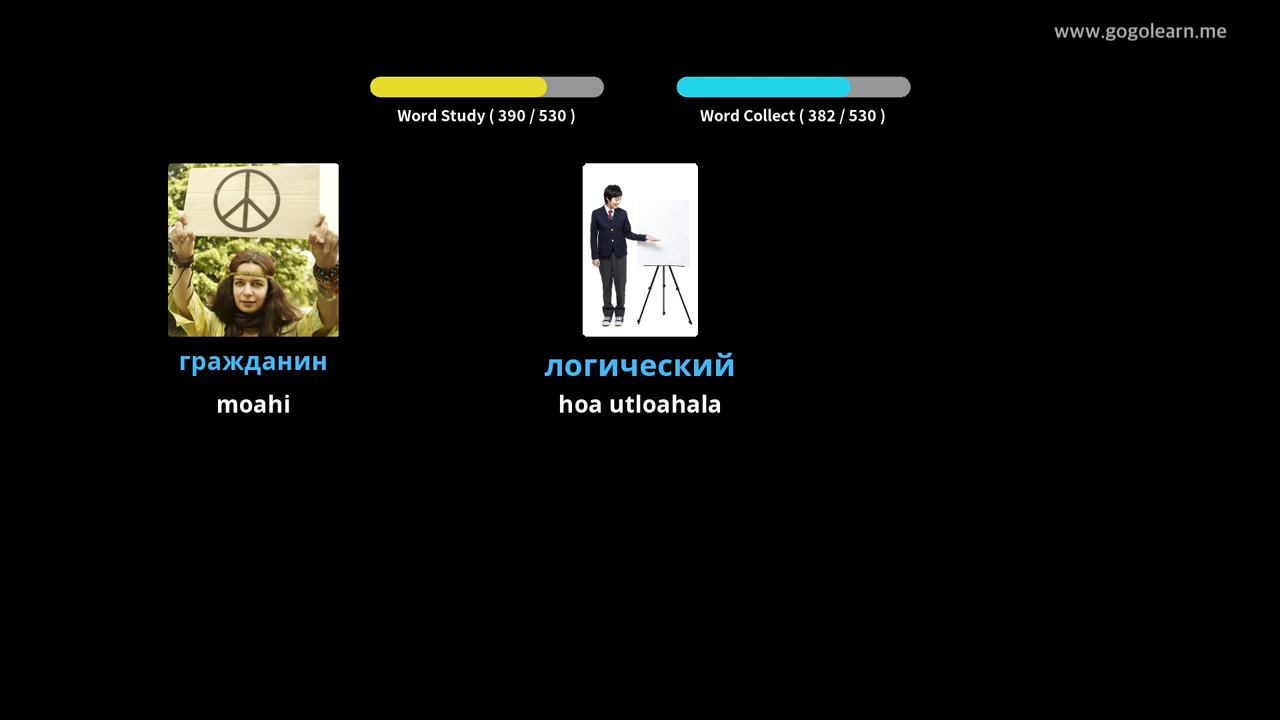 www.gogolearn.me
Word Study ( 390 / 530 )
Word Collect ( 382 / 530 )
гражданин
логический
moahi
hoa utloahala